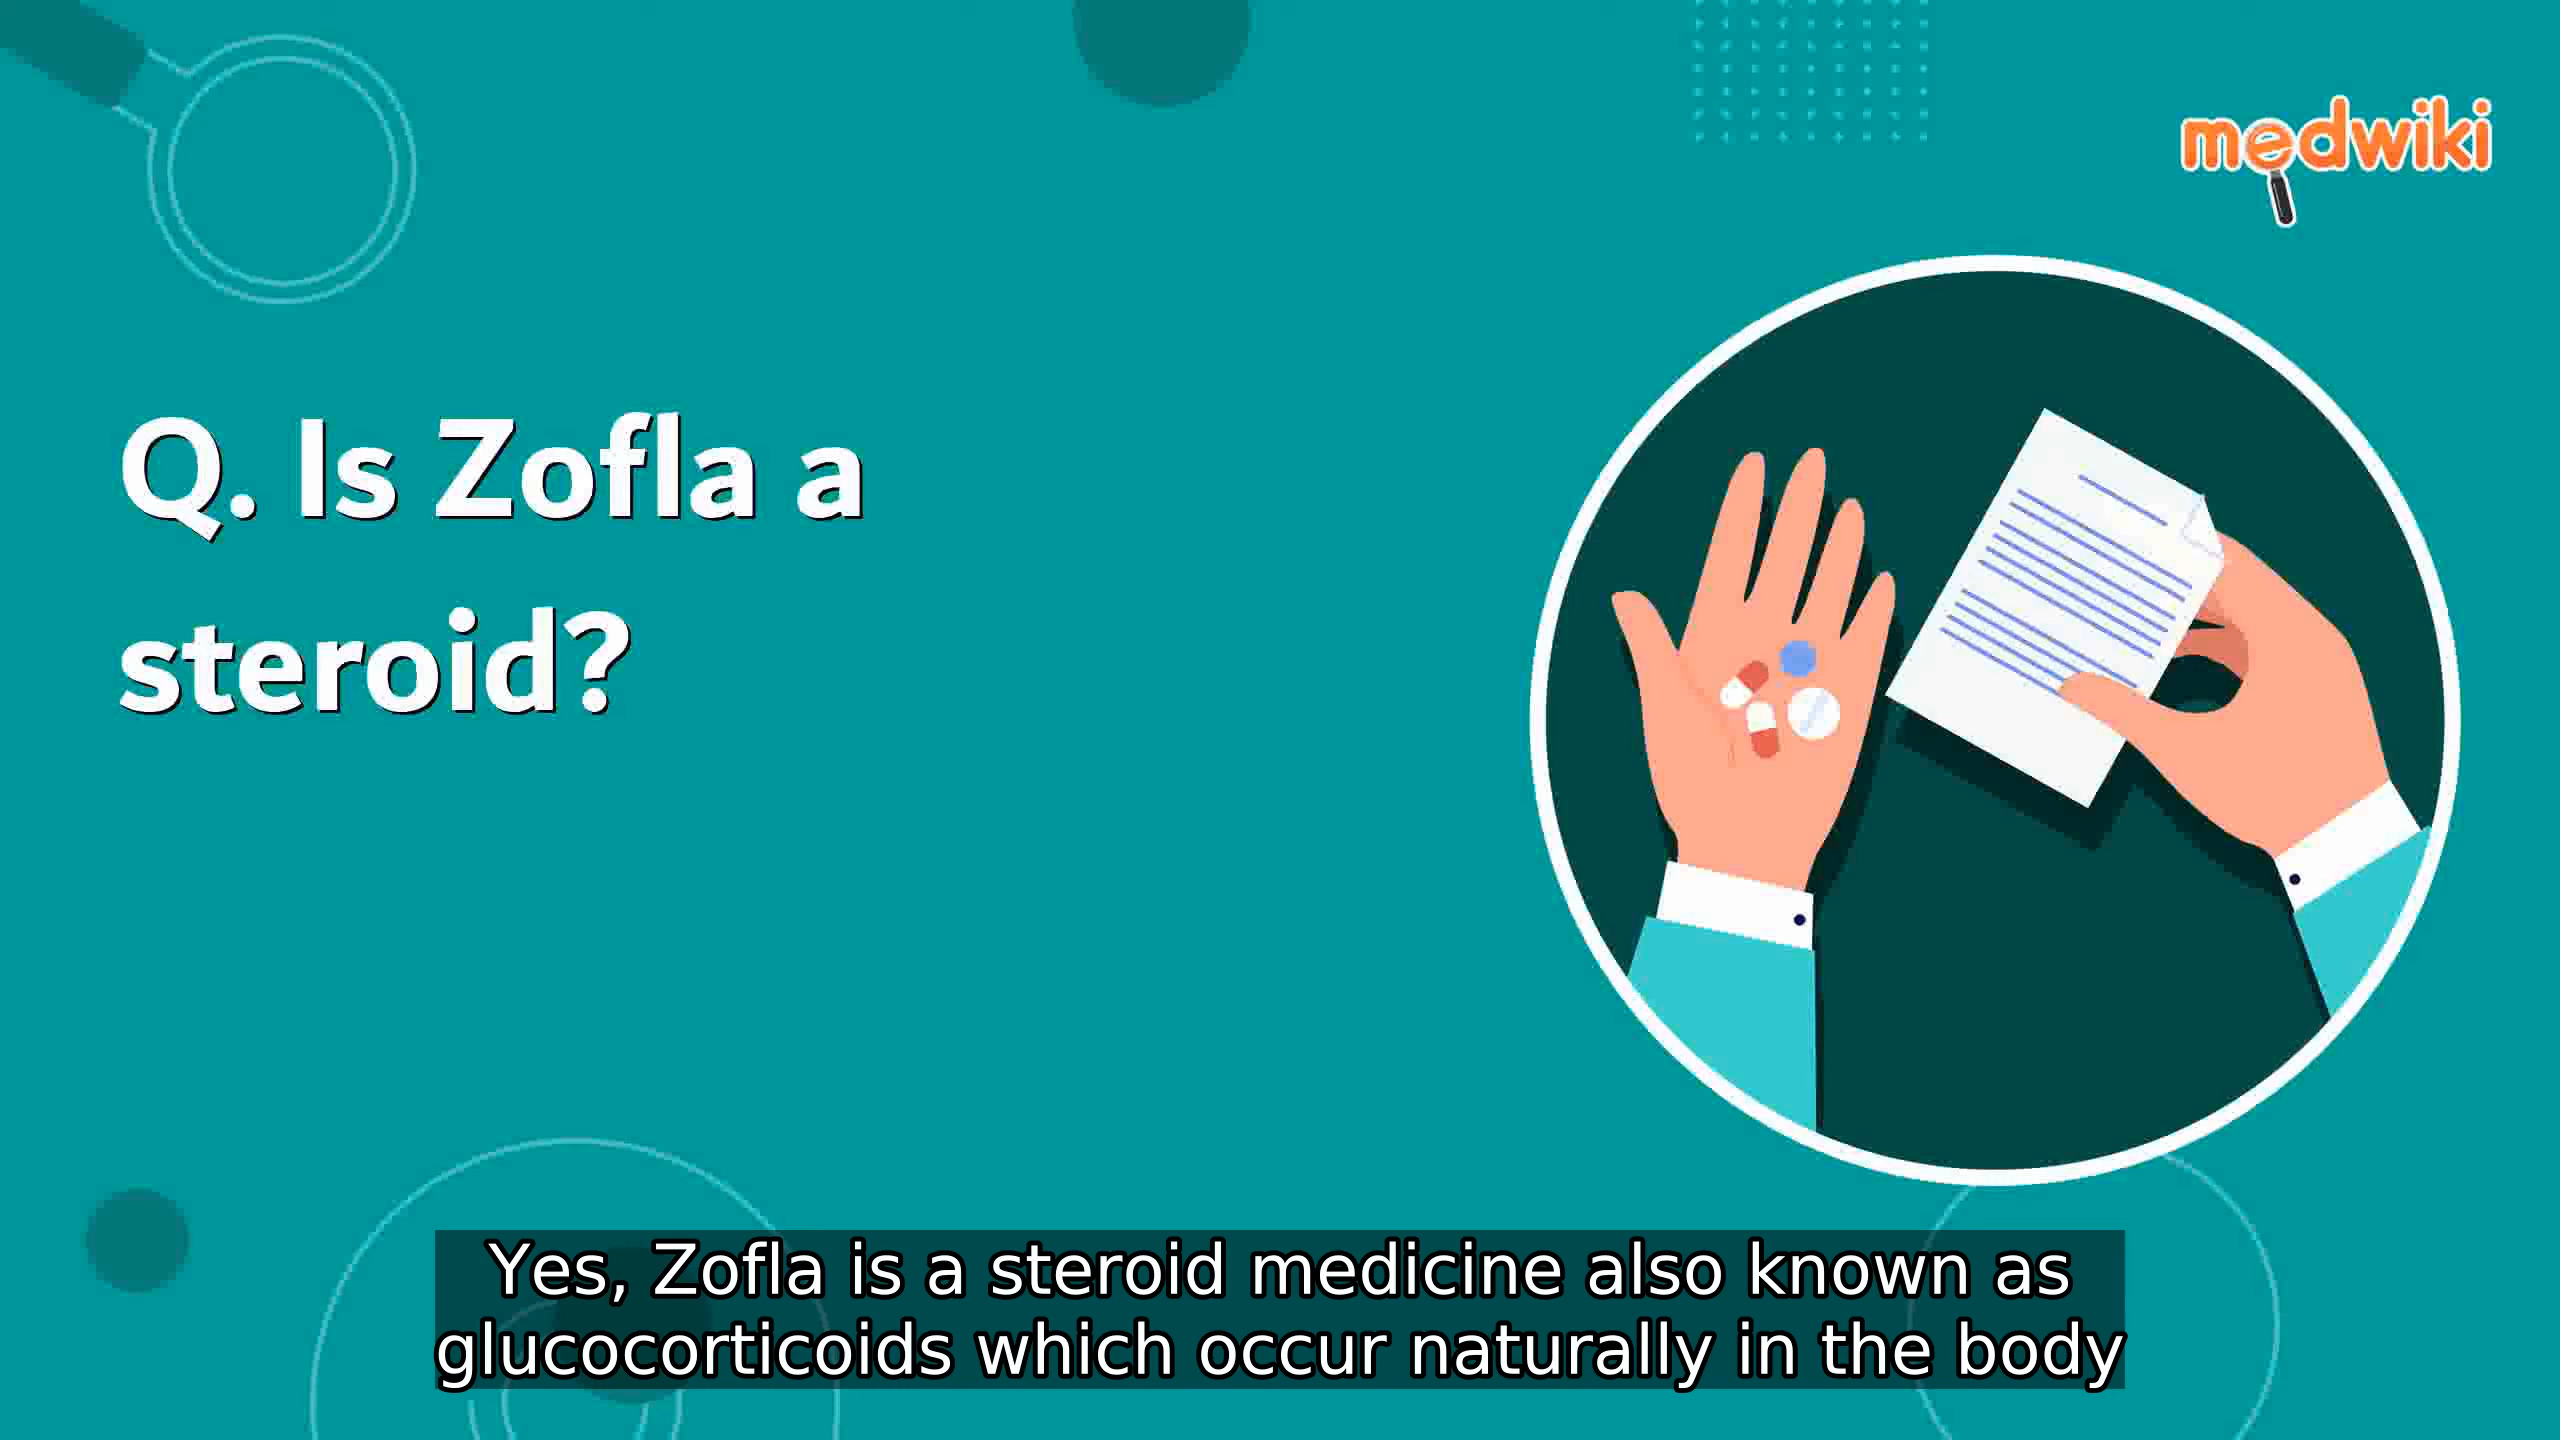 medwiki
Q. Is Zofla a
steroid?
Yes, Zofla is a steroid medicine also known as
glucocorticoids which occur naturally in the body